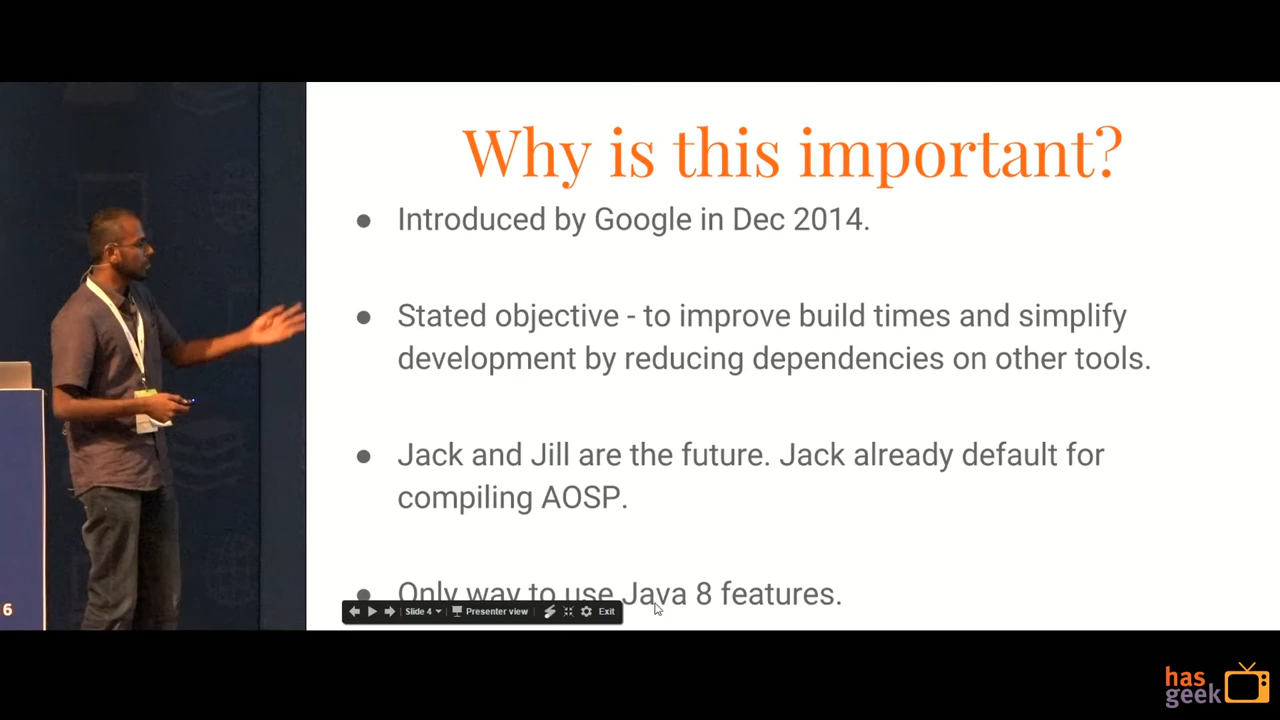 Why is this important?
● Introduced by Google in Dec 2014.
● Stated objective - to improve build times and simplify
development by reducing dependencies on other tools.
● Jack and Jill are the future. Jack already default for
compiling AOSP.
● Only way to use Java 8 features.
Slide 4
Presenter view
Exit
6
has
geek